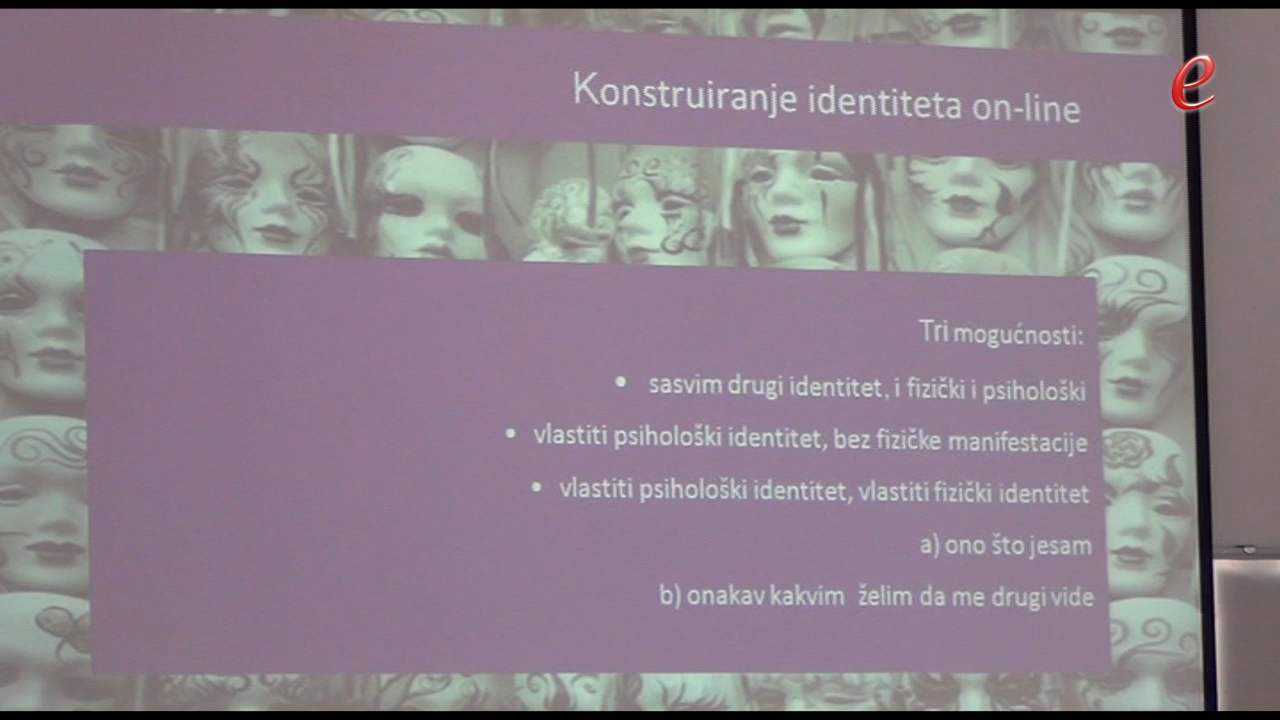 Konstruiranje identiteta on-line
e
Tri mogućnosti:
• sasvim drugi identitet, i fizički i psihološki
• vlastiti psihološki identitet, bez fizičke manifestacije
• vlastiti psihološki identitet, vlastiti fizički identitet
a) ono što jesam
b) onakav kakvim želim da me drugi vide